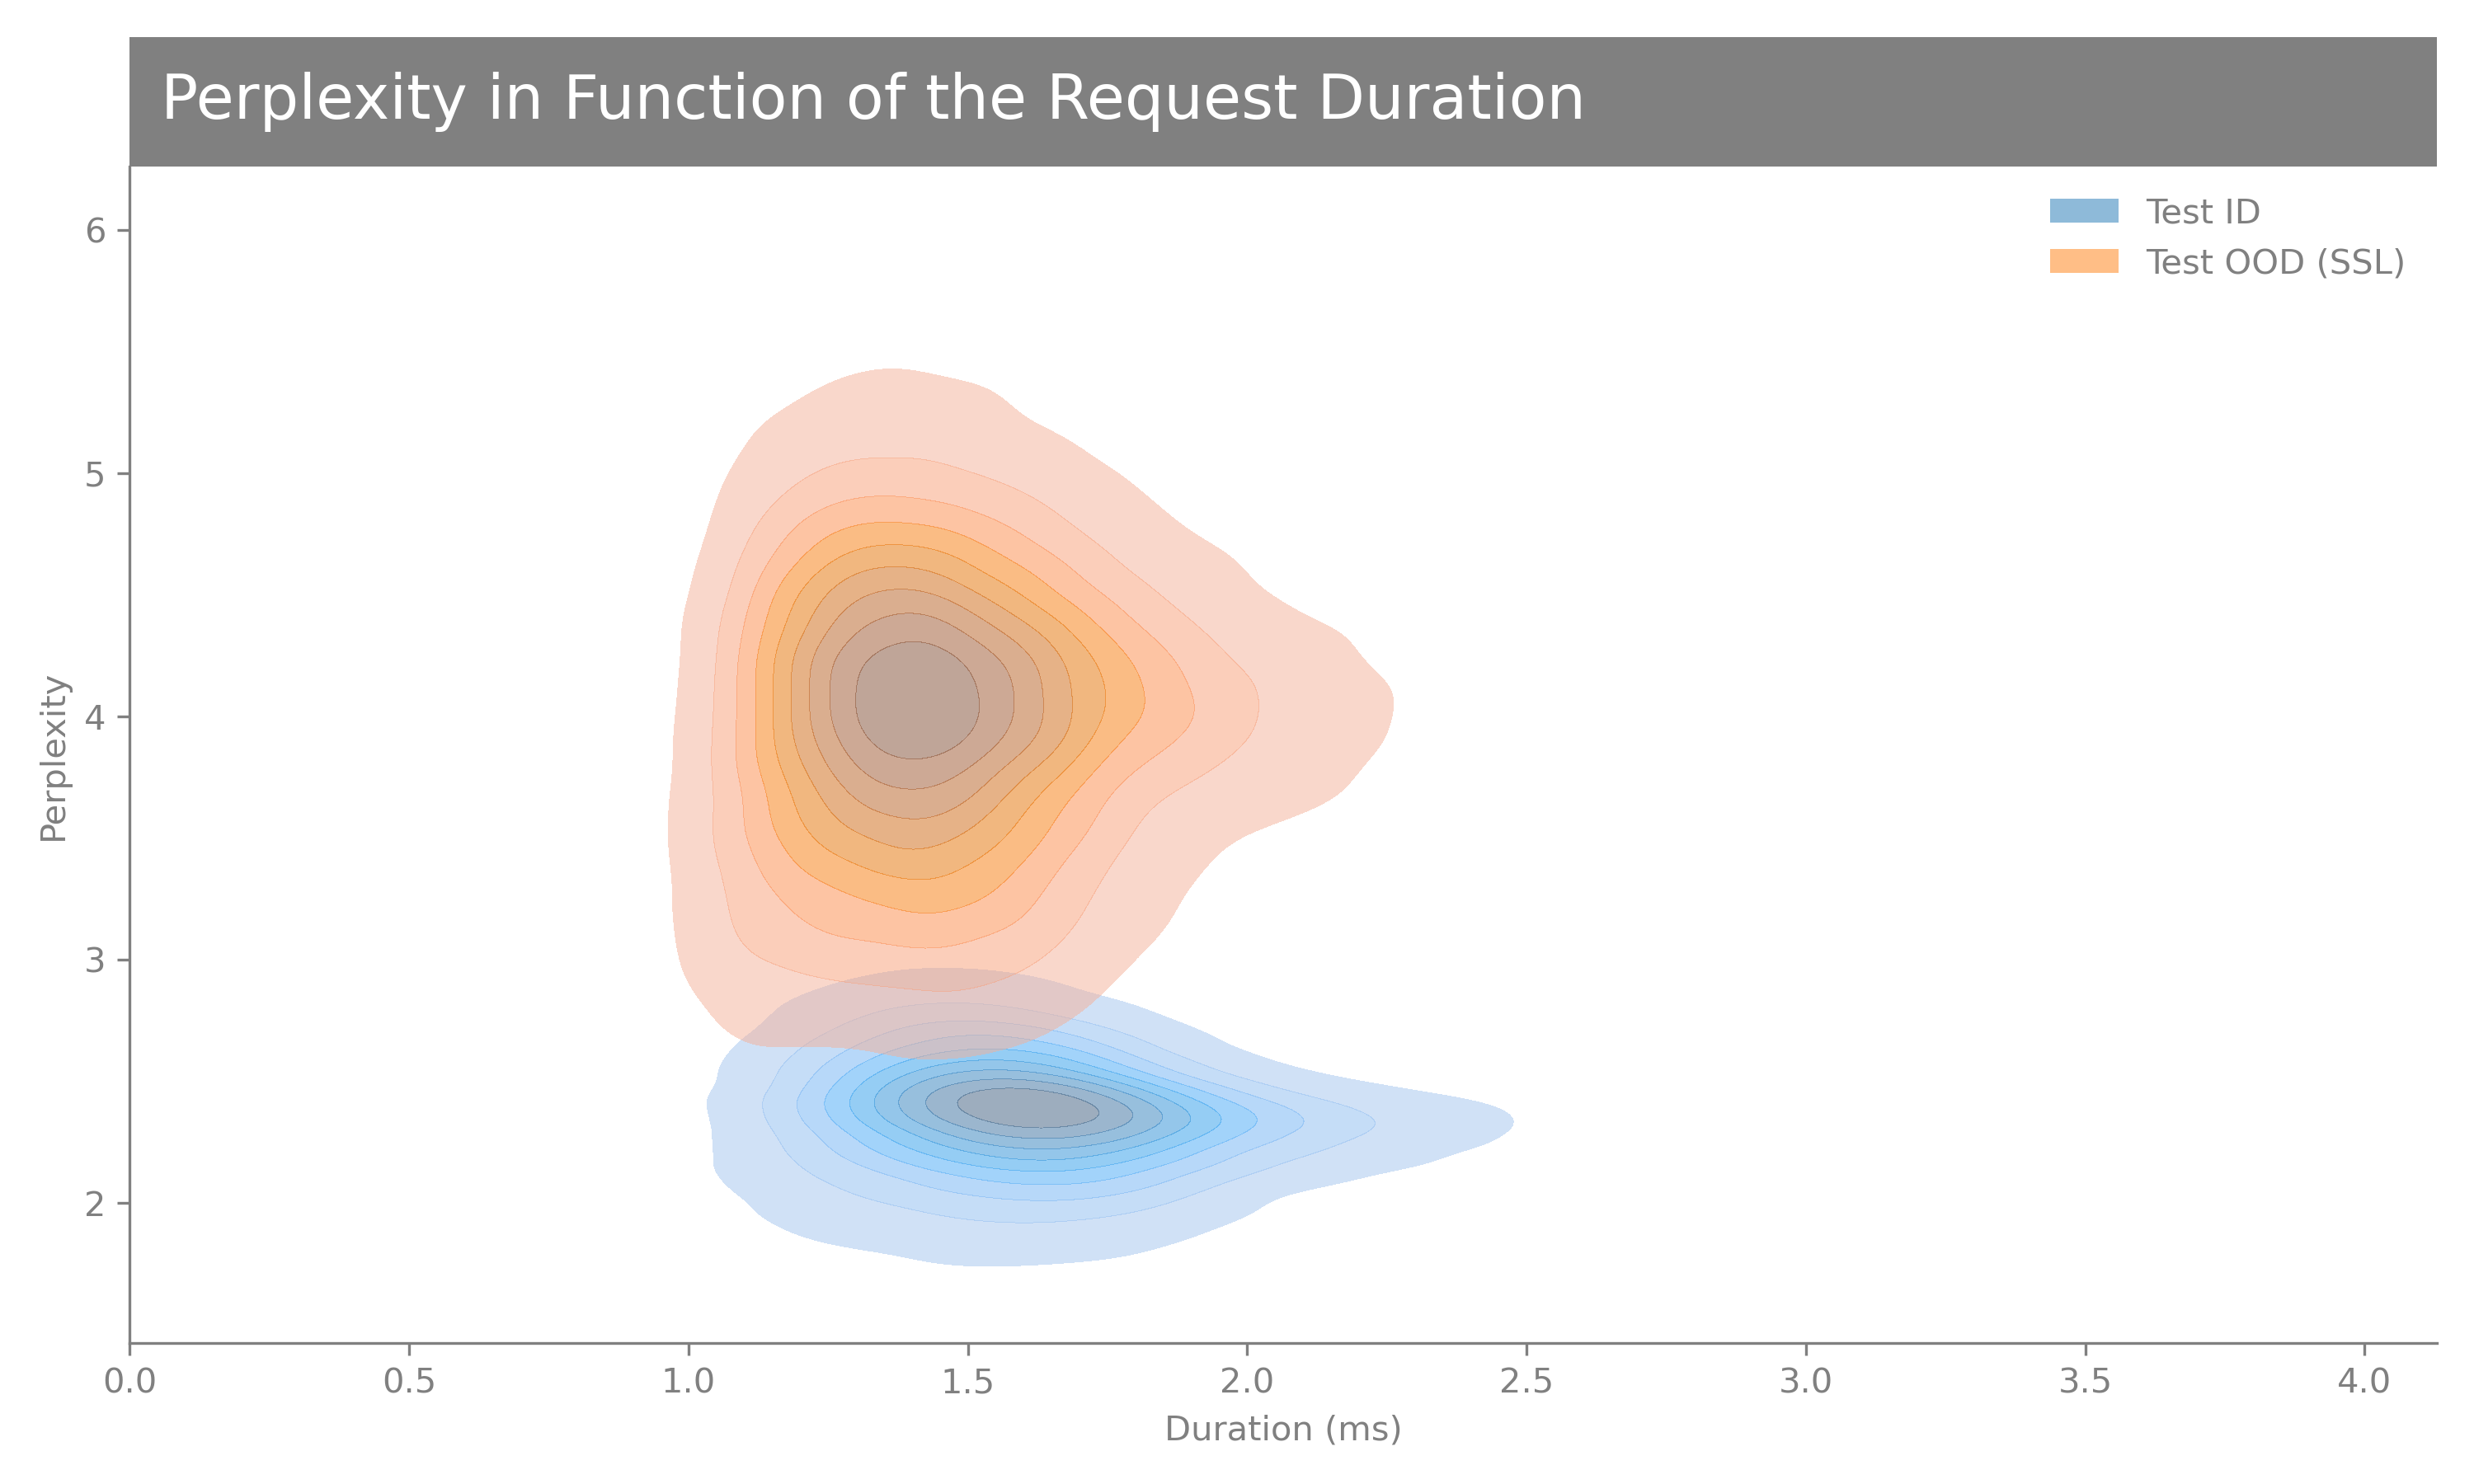 Perplexity in Function of the Request Duration
Test ID
Test OOD (SSL)
6
5
4
3
2
Perplexity
0.0 0.5 1.0 1.5 2.0 2.5 3.0 3.5 4.0
Duration (ms)